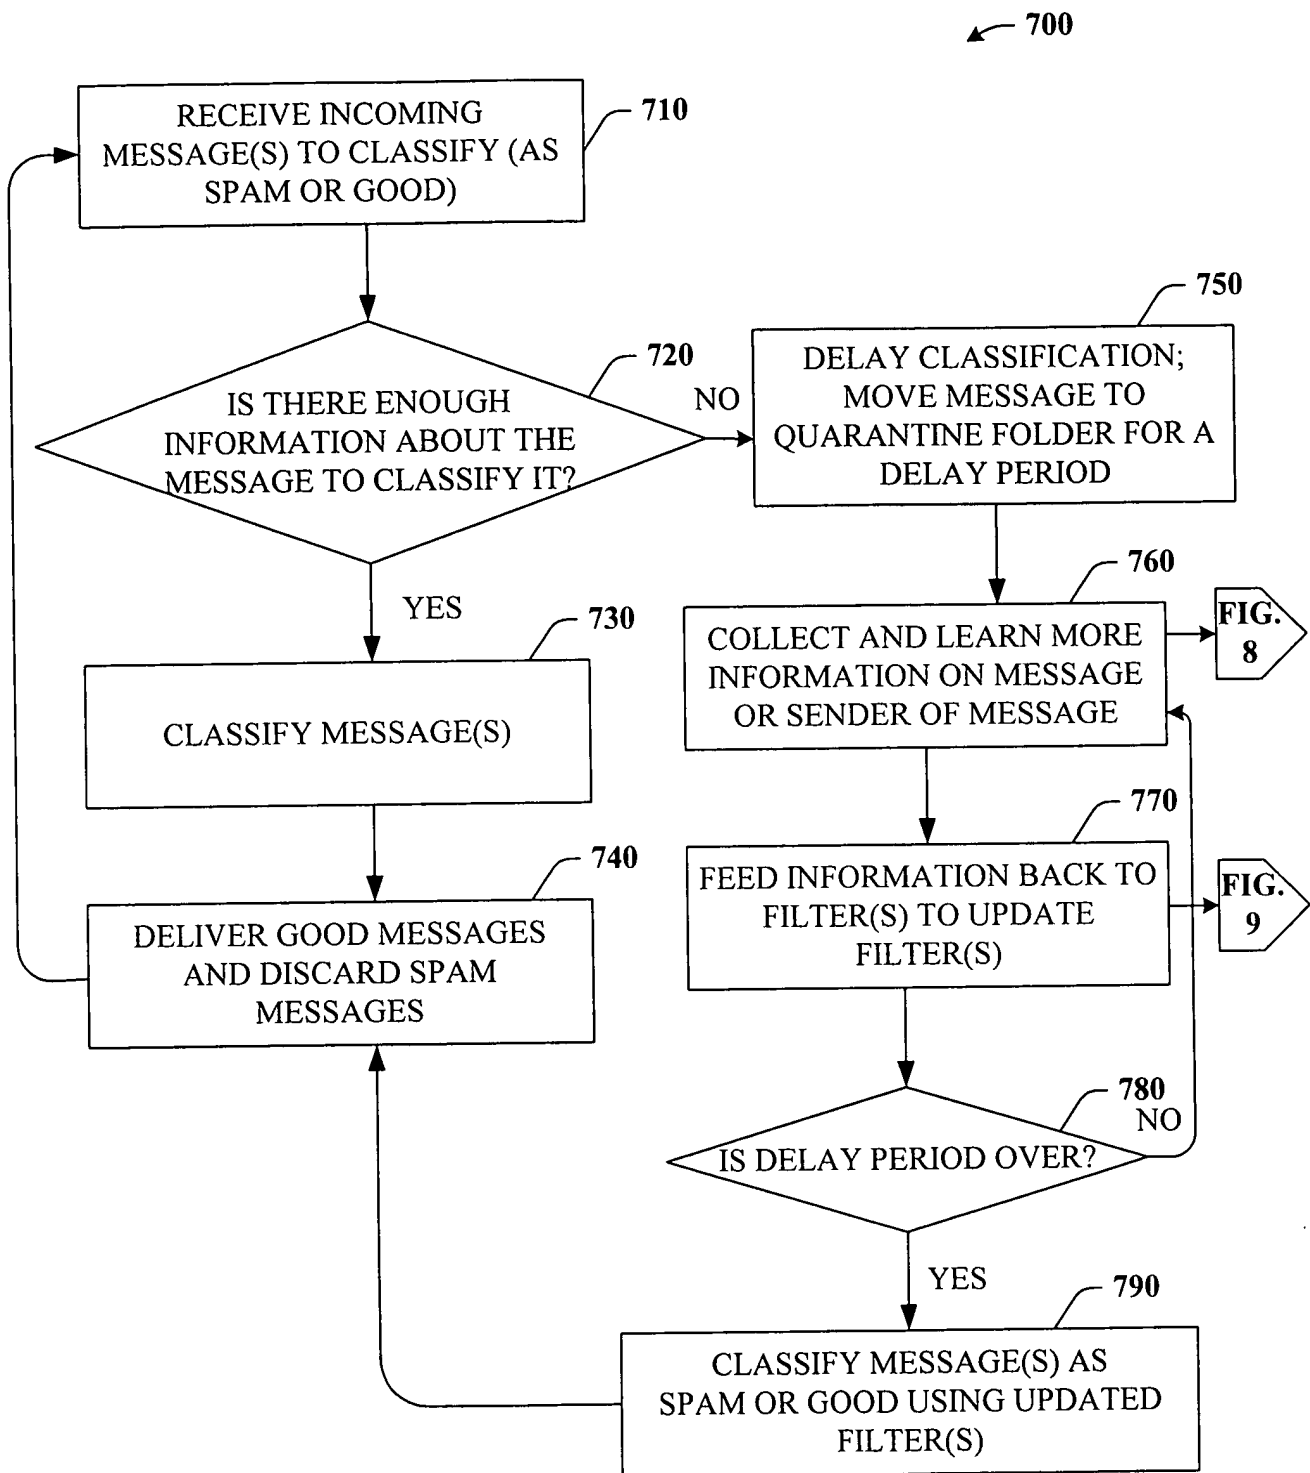 700
RECEIVE INCOMING
MESSAGE(S) TO CLASSIFY (AS
SPAM OR GOOD)
710
IS THERE ENOUGH
INFORMATION ABOUT THE
MESSAGE TO CLASSIFY IT?
720
NO
DELAY CLASSIFICATION;
MOVE MESSAGE TO
QUARANTINE FOLDER FOR A
DELAY PERIOD
750
YES
CLASSIFY MESSAGE(S)
730
COLLECT AND LEARN MORE
INFORMATION ON MESSAGE
OR SENDER OF MESSAGE
760
FIG.
8
DELIVER GOOD MESSAGES
AND DISCARD SPAM
MESSAGES
740
FEED INFORMATION BACK TO
FILTER(S) TO UPDATE
FILTER(S)
770
FIG.
9
IS DELAY PERIOD OVER?
780
NO
YES
CLASSIFY MESSAGE(S) AS
SPAM OR GOOD USING UPDATED
FILTER(S)
790